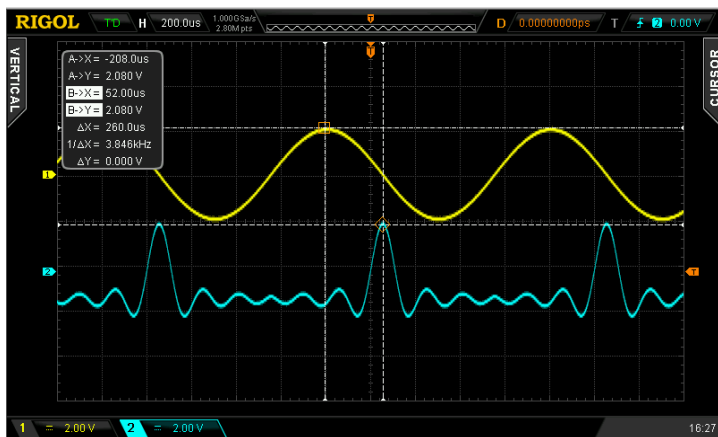 RIGOL T'D H 200.0us 1.000GSa/s 2.80M pts D 0.00000000ps T 2 0.00 V
VERTICAL
CURSOR
A->X= -208.0us
A->Y= 2.080 V
B->X= 52.00us
B->Y= 2.080 V
ΔX= 260.0us
1/ΔX= 3.846kHz
ΔY= 0.000 V
T
1
2
T
1 = 2.00 V 2 = 2.00 V 16:27